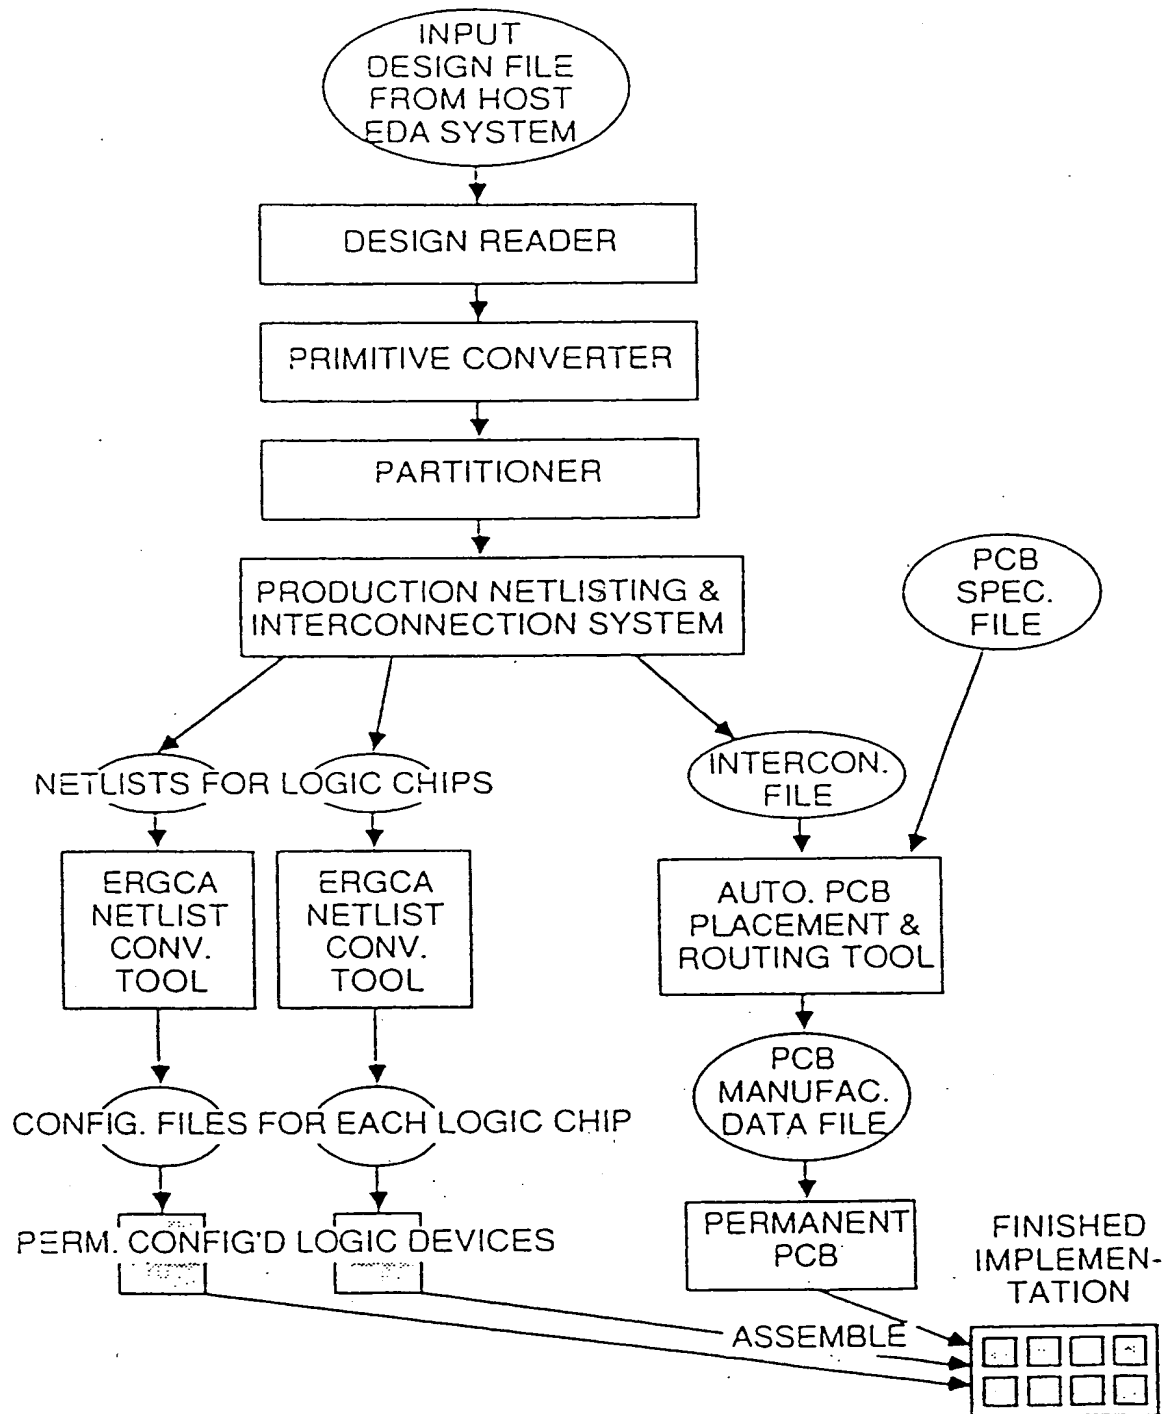 INPUT
DESIGN FILE
FROM HOST
EDA SYSTEM
DESIGN READER
PRIMITIVE CONVERTER
PARTITIONER
PRODUCTION NETLISTING &
INTERCONNECTION SYSTEM
PCB
SPEC.
FILE
NETLISTS FOR LOGIC CHIPS
INTERCON.
FILE
ERGCA
NETLIST
CONV.
TOOL
ERGCA
NETLIST
CONV.
TOOL
AUTO. PCB
PLACEMENT &
ROUTING TOOL
CONFIG. FILES FOR EACH LOGIC CHIP
PCB
MANUFAC.
DATA FILE
PERM. CONFIG'D LOGIC DEVICES
PERMANENT
PCB
FINISHED
IMPLEMEN-
TATION
ASSEMBLE